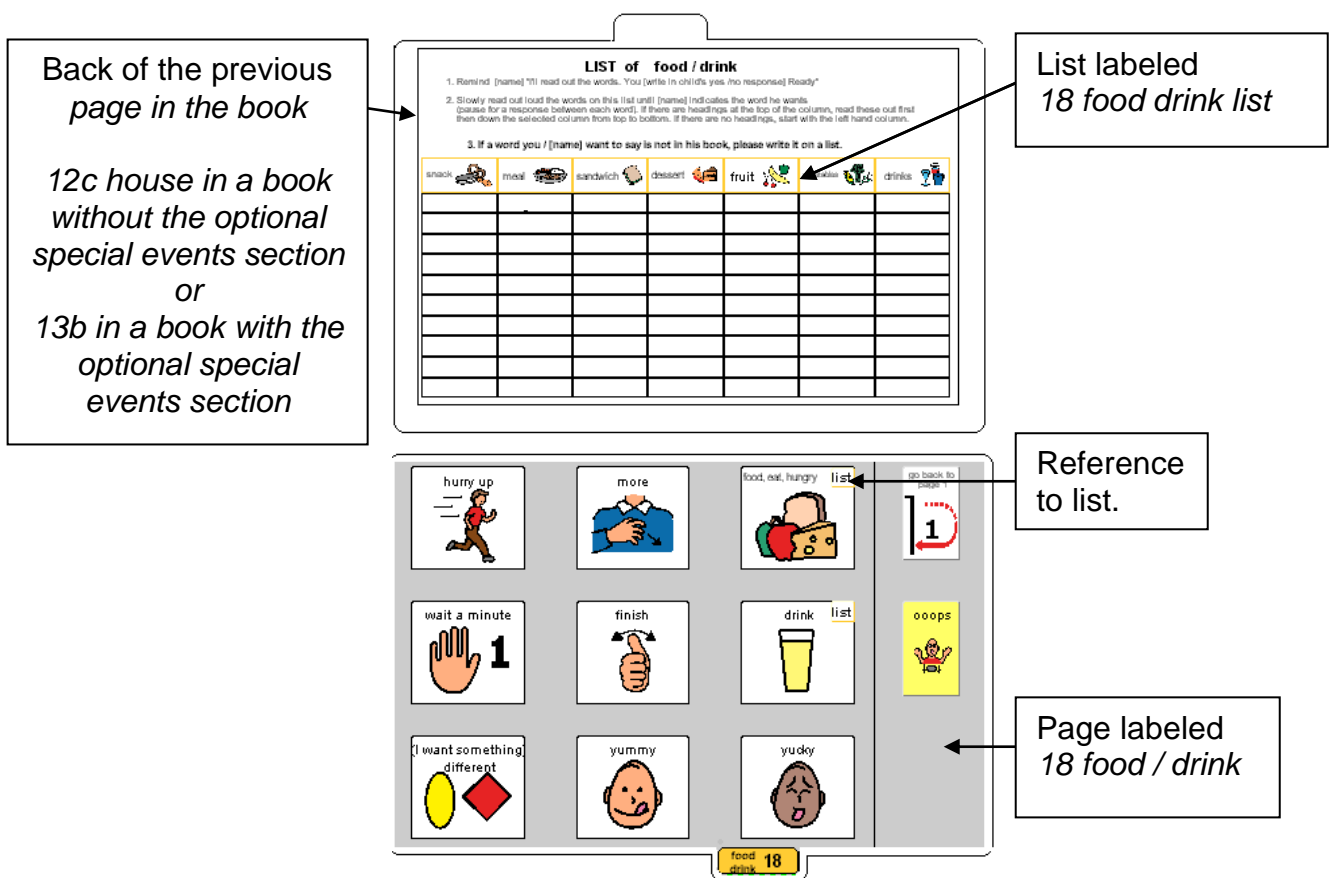 Back of the previous
page in the book
12c house in a book
without the optional
special events section
or
13b in a book with the
optional special
events section
LIST of food / drink
1. Remind [name] "I'll read out the words. You [write in child's yes /no response] Ready"
2. Slowly read out loud the words on this list until [name] indicates the word he wants
(pause for a response between each word). If there are headings at the top of the column, read these out first
then down the selected column from top to bottom. If there are no headings, start with the left hand column.
3. If a word you / [name] want to say is not in his book, please write it on a list.
snack meal sandwich dessert fruit drinks
List labeled
18 food drink list
hurry up more food, eat, hungry list go back to
page 1
1
Reference
to list.
wait a minute finish drink list ooops
1
(I want something)
different
yummy yucky
Page labeled
18 food / drink
food
drink 18